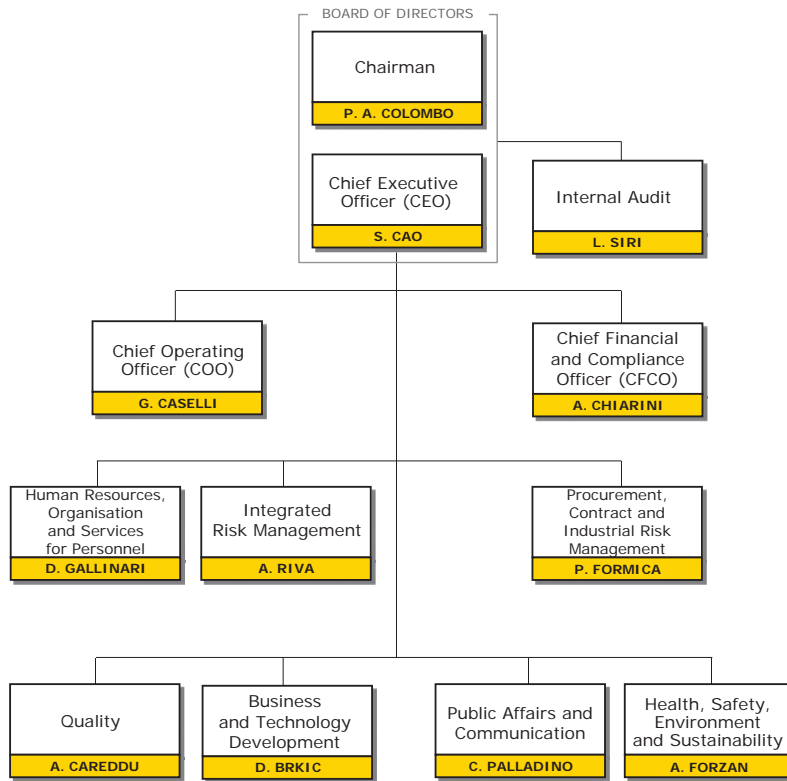 BOARD OF DIRECTORS
Chairman
P. A. COLOMBO
Chief Executive
Officer (CEO)
S. CAO
Internal Audit
L. SIRI
Chief Operating
Officer (COO)
G. CASELLI
Chief Financial
and Compliance
Officer (CFCO)
A. CHIARINI
Human Resources,
Organisation
and Services
for Personnel
D. GALLINARI
Integrated
Risk Management
A. RIVA
Procurement,
Contract and
Industrial Risk
Management
P. FORMICA
Quality
A. CAREDDU
Business
and Technology
Development
D. BRKIC
Public Affairs and
Communication
C. PALLADINO
Health, Safety,
Environment
and Sustainability
A. FORZAN